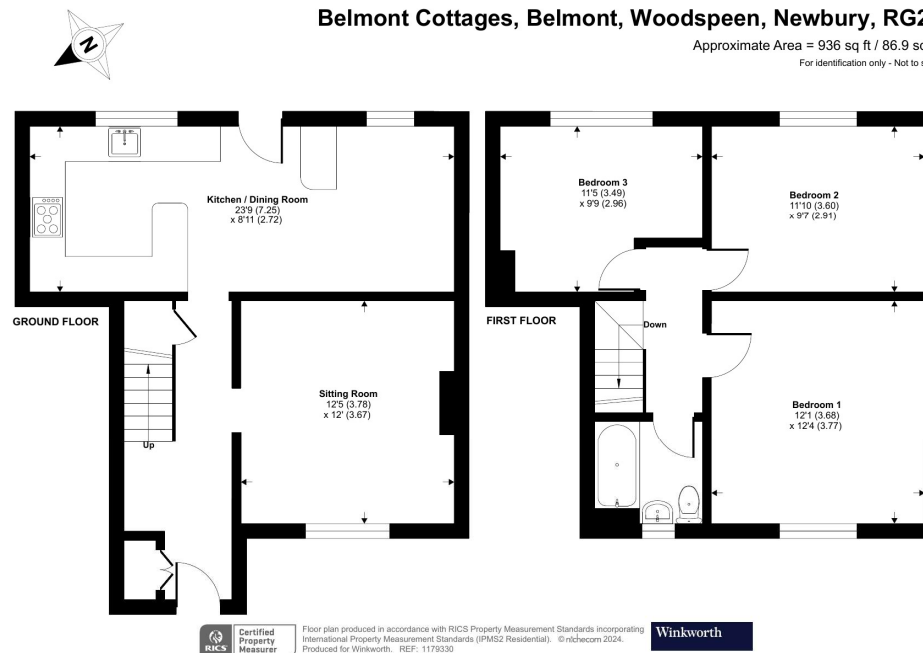 Belmont Cottages, Belmont, Woodspeen, Newbury, RG2
Approximate Area = 936 sq ft / 86.9 sq
For identification only - Not to s
N
Kitchen / Dining Room
23'9 (7.25)
x 8'11 (2.72)
Bedroom 3
11'5 (3.49)
x 9'9 (2.96)
Bedroom 2
11'10 (3.60)
x 9'7 (2.91)
GROUND FLOOR
FIRST FLOOR
Down
Sitting Room
12'5 (3.78)
x 12' (3.67)
Bedroom 1
12'1 (3.68)
x 12'4 (3.77)
Up
RICS
Certified
Property
Measurer
Floor plan produced in accordance with RICS Property Measurement Standards incorporating
International Property Measurement Standards (IPMS2 Residential). © nichecom 2024.
Produced for Winkworth. REF: 1179330
Winkworth